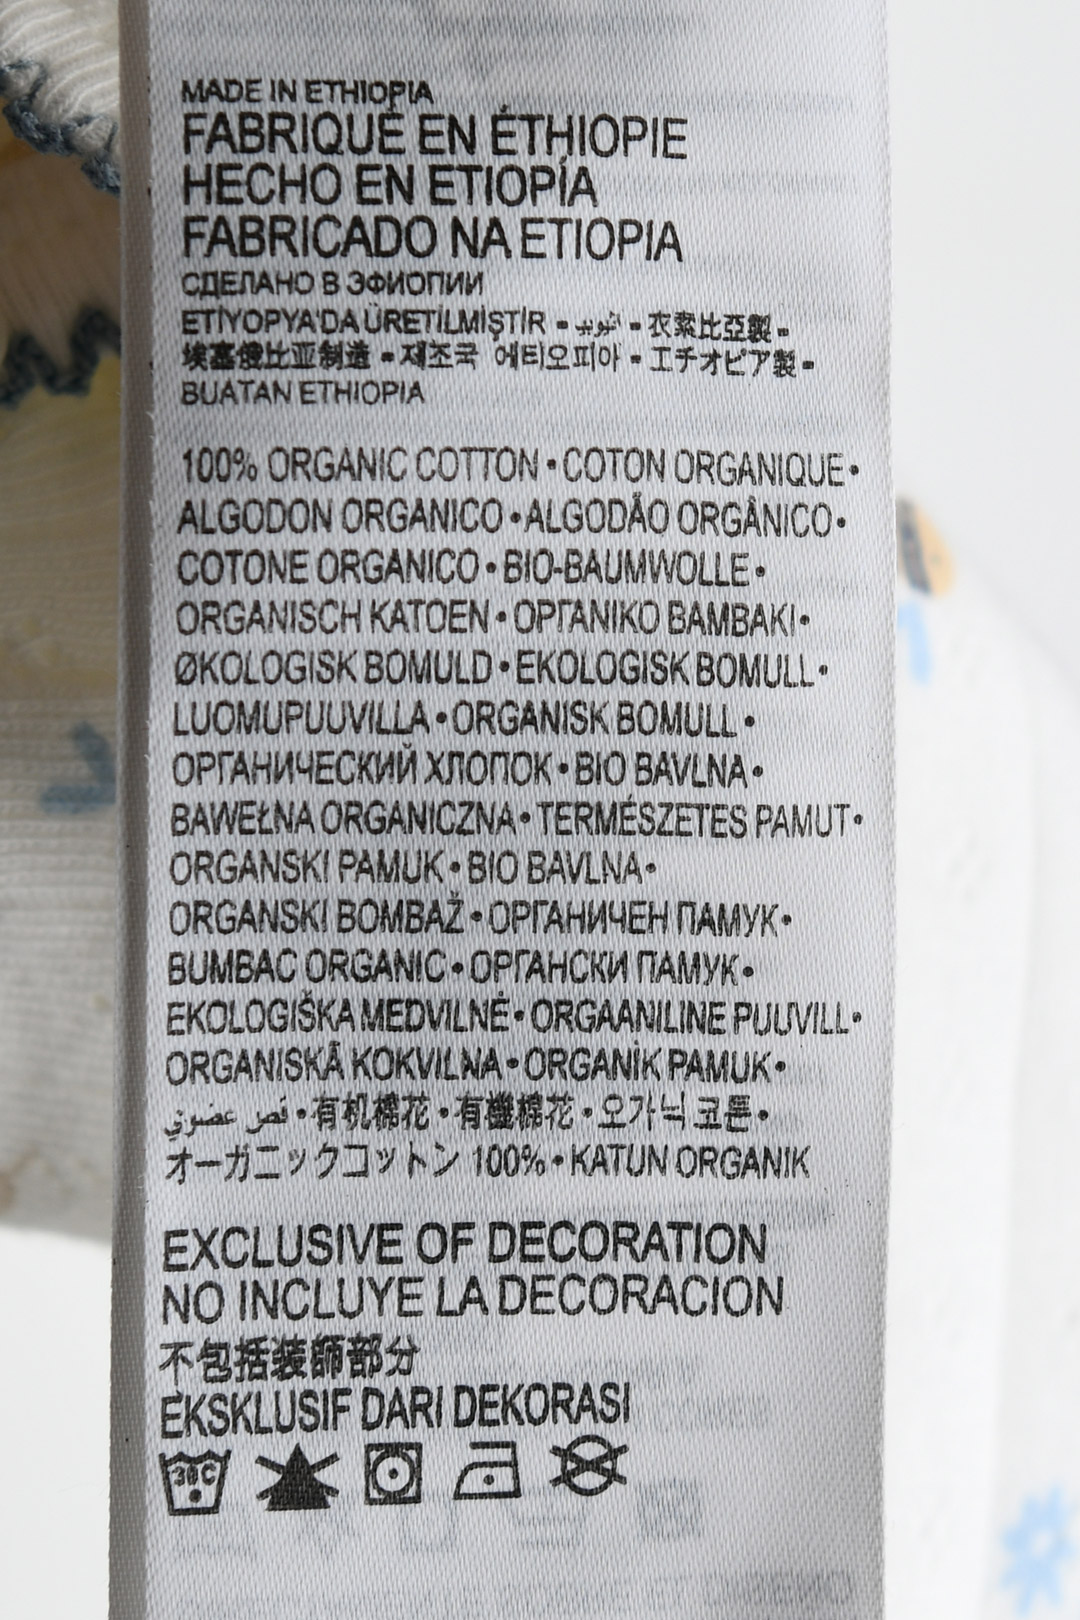 MADE IN ETHIOPIA
FABRIQUÉ EN ÉTHIOPIE
HECHO EN ETIOPÍA
FABRICADO NA ETIOPIA
СДЕЛАНО В ЭФИОПИИ
ETİYOPYA'DA ÜRETİLMİŞTİR • • 衣索比亞製 •
埃塞俄比亚制造 • 제조국 에티오피아 • エチオピア製 •
BUATAN ETHIOPIA
100% ORGANIC COTTON • COTON ORGANIQUE •
ALGODON ORGANICO • ALGODÃO ORGÂNICO •
COTONE ORGANICO • BIO-BAUMWOLLE •
ORGANISCH KATOEN • ΟΡΓΑΝΙΚΟ ΒΑΜΒΑΚΙ •
ØKOLOGISK BOMULD • EKOLOGISK BOMULL •
LUOMUPUUVILLA • ORGANISK BOMULL •
ОРГАНИЧЕСКИЙ ХЛОПОК • BIO BAVLNA •
BAWEŁNA ORGANICZNA • TERMÉSZETES PAMUT •
ORGANSKI PAMUK • BIO BAVLNA •
ORGANSKI BOMBAŽ • ОРГАНИЧЕН ПАМУК •
BUMBAC ORGANIC • ОРГАНСКИ ПАМУК •
EKOLOGIŠKA MEDVILNĖ • ORGAANILINE PUUVILL •
ORGANISKĀ KOKVILNA • ORGANİK PAMUK •
عضوي • 有机棉花 • 有機棉花 • 오가닉 코튼 •
オーガニックコットン 100% • KATUN ORGANIK
EXCLUSIVE OF DECORATION
NO INCLUYE LA DECORACION
不包括装飾部分
EKSKLUSIF DARI DEKORASI
30C